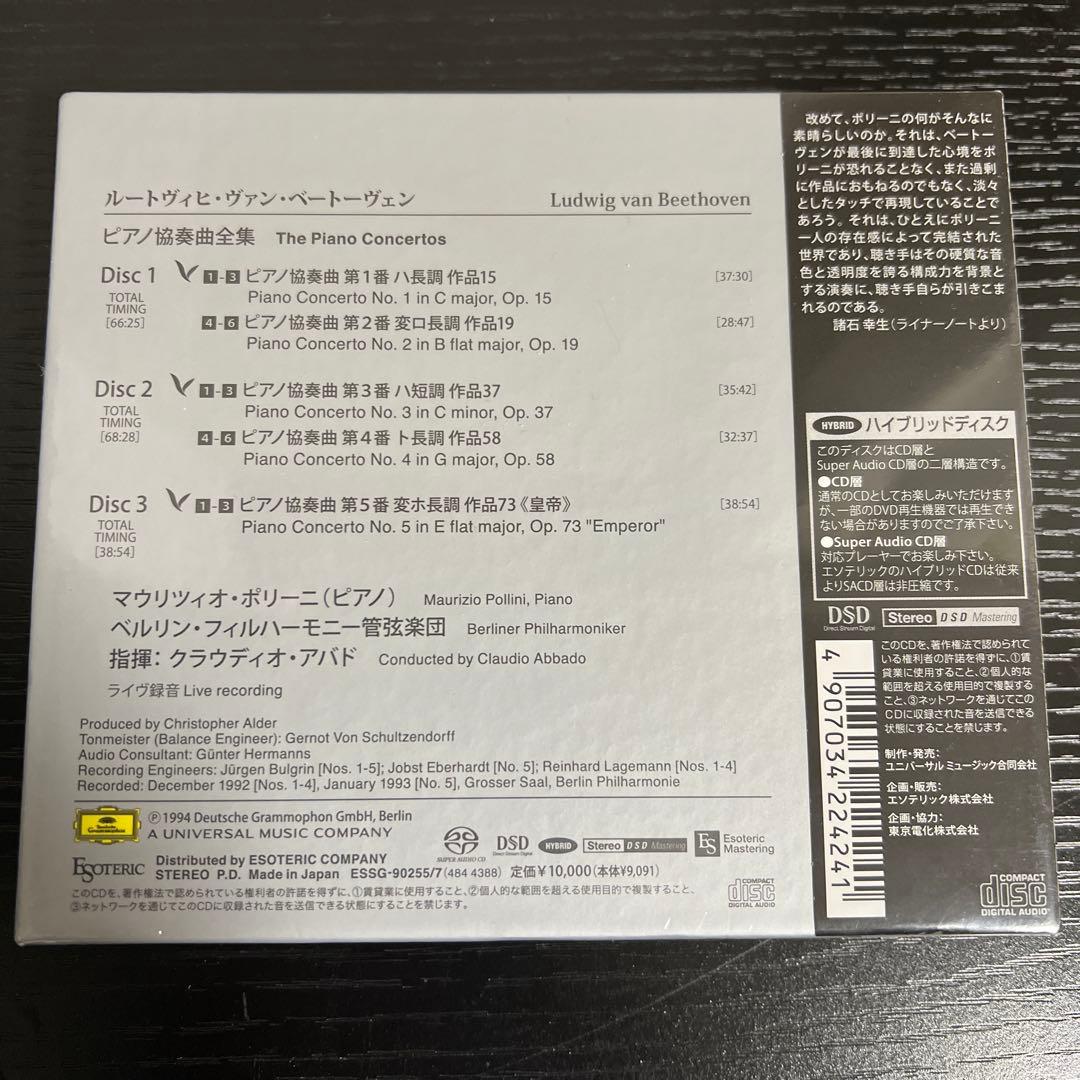 ルートヴィヒ・ヴァン・ベートーヴェン Ludwig van Beethoven
ピアノ協奏曲全集 The Piano Concertos
Disc 1 1-3 ピアノ協奏曲 第1番 ハ長調 作品15 [37:30]
TOTAL
TIMING
[66:25]
Piano Concerto No. 1 in C major, Op. 15
4-6 ピアノ協奏曲 第2番 変ロ長調 作品19 [28:47]
Piano Concerto No. 2 in B flat major, Op. 19
Disc 2 1-3 ピアノ協奏曲 第3番 ハ短調 作品37 [35:42]
TOTAL
TIMING
[68:28]
Piano Concerto No. 3 in C minor, Op. 37
4-6 ピアノ協奏曲 第4番 ト長調 作品58 [32:37]
Piano Concerto No. 4 in G major, Op. 58
Disc 3 1-3 ピアノ協奏曲 第5番 変ホ長調 作品73《皇帝》 [38:54]
TOTAL
TIMING
[38:54]
Piano Concerto No. 5 in E flat major, Op. 73 "Emperor"
マウリツィオ・ポリーニ（ピアノ） Maurizio Pollini, Piano
ベルリン・フィルハーモニー管弦楽団 Berliner Philharmoniker
指揮：クラウディオ・アバド Conducted by Claudio Abbado
ライヴ録音 Live recording
Produced by Christopher Alder
Tonmeister (Balance Engineer): Gernot Von Schultzendorff
Audio Consultant: Günter Hermanns
Recording Engineers: Jürgen Bulgrin [Nos. 1-5]; Jobst Eberhardt [No. 5]; Reinhard Lagemann [Nos. 1-4]
Recorded: December 1992 [Nos. 1-4], January 1993 [No. 5], Grosser Saal, Berlin Philharmonie
Deutsche Grammophon
℗ 1994 Deutsche Grammophon GmbH, Berlin
A UNIVERSAL MUSIC COMPANY
SUPER AUDIO CD DSD Direct Stream Digital HYBRID Stereo DSD Mastering ES Esoteric Mastering
ESOTERIC Distributed by ESOTERIC COMPANY
STEREO P.D. Made in Japan ESSG-90255/7 (484 4388) 定価¥10,000(本体¥9,091)
このCDを、著作権法で認められている権利者の許諾を得ずに、①賃貸業に使用すること、②個人的な範囲を超える使用目的で複製すること、
③ネットワークを通じてこのCDに収録された音を送信できる状態にすることを禁じます。
COMPACT disc DIGITAL AUDIO
改めて、ポリーニの何がそんなに
素晴らしいのか。それは、ベートー
ヴェンが最後に到達した心境をポ
リーニが恐れることなく、また過剰
に作品におもねるのでもなく、淡々
としたタッチで再現していることで
あろう。それは、ひとえにポリーニ
一人の存在感によって完結された
世界であり、聴き手はその硬質な音
色と透明度を誇る構成力を背景と
する演奏に、聴き手自らが引きこま
れるのである。
諸石 幸生（ライナーノートより）
HYBRID ハイブリッドディスク
このディスクはCD層と
Super Audio CD層の二層構造です。
●CD層
通常のCDとしてお楽しみいただけます
が、一部のDVD再生機器では再生でき
ない場合がありますのでご了承下さい。
●Super Audio CD層
対応プレーヤーでお楽しみ下さい。
エソテリックのハイブリッドCDは従来
よりSACD層は非圧縮です。
DSD Direct Stream Digital Stereo DSD Mastering
4 907034 224241
このCDを、著作権法で認められて
いる権利者の許諾を得ずに、①賃
貸業に使用すること、②個人的な
範囲を超える使用目的で複製する
こと、③ネットワークを通じてこの
CDに収録された音を送信できる
状態にすることを禁じます。
制作・発売：
ユニバーサル ミュージック合同会社
企画・販売：
エソテリック株式会社
企画・協力：
東京電化株式会社
COMPACT disc DIGITAL AUDIO